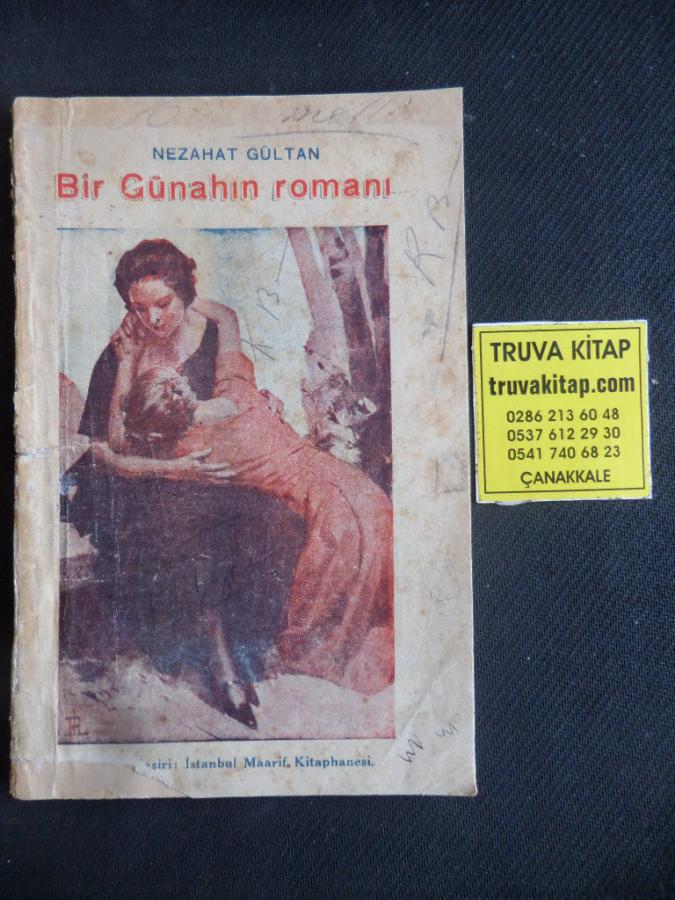 NEZAHAT GÜLTAN
Bir Günahın romanı
K. B
K B
aşiri: İstanbul Maarif Kitaphanesi.
TRUVA KİTAP
truvakitap.com
0286 213 60 48
0537 612 29 30
0541 740 68 23
ÇANAKKALE